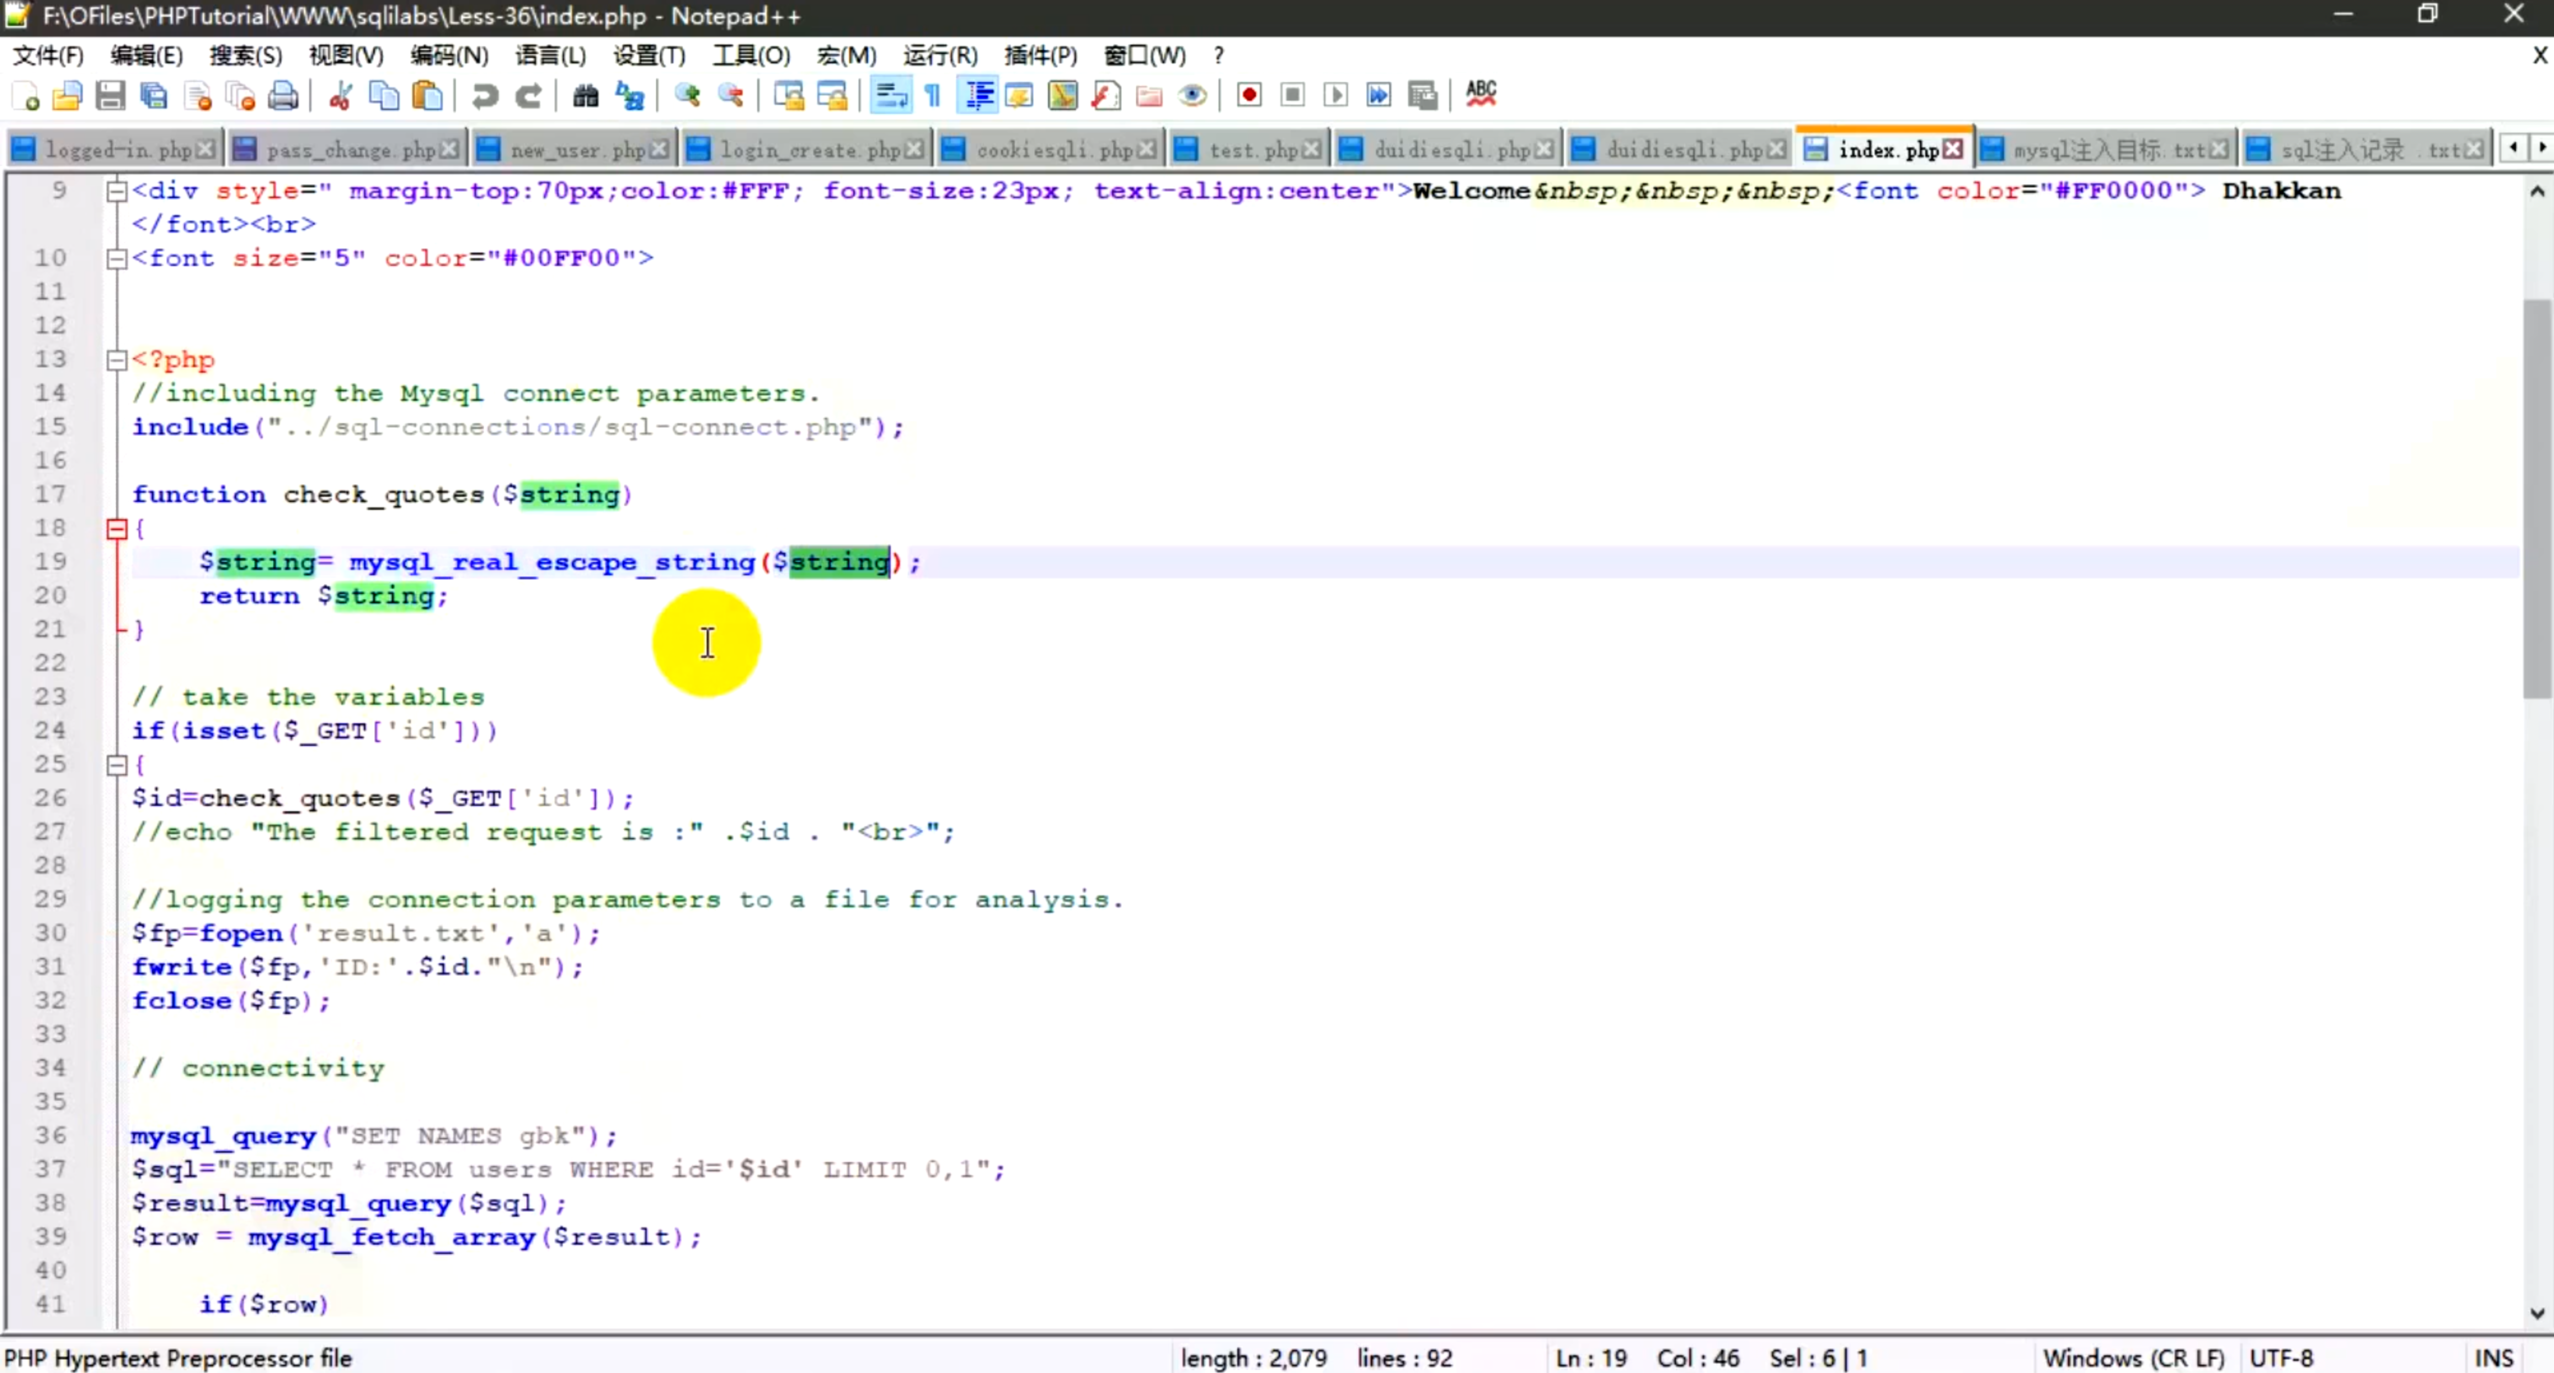 F:\OFiles\PHPTutorial\WWW\sqlilabs\Less-36\index.php - Notepad++
文件(F) 编辑(E) 搜索(S) 视图(V) 编码(N) 语言(L) 设置(T) 工具(O) 宏(M) 运行(R) 插件(P) 窗口(W) ? X
ABC
logged-in.php pass_change.php new_user.php login_create.php cookiesqli.php test.php duidiesqli.php duidiesqli.php index.php mysql注入目标.txt sql注入记录 .txt
9 <div style=" margin-top:70px;color:#FFF; font-size:23px; text-align:center">Welcome&nbsp;&nbsp;&nbsp;<font color="#FF0000"> Dhakkan
</font><br>
10 <font size="5" color="#00FF00">
11
12
13 <?php
14 //including the Mysql connect parameters.
15 include("../sql-connections/sql-connect.php");
16
17 function check_quotes($string)
18 {
19 $string= mysql_real_escape_string($string);
20 return $string;
21 }
22
23 // take the variables
24 if(isset($_GET['id']))
25 {
26 $id=check_quotes($_GET['id']);
27 //echo "The filtered request is :" .$id . "<br>";
28
29 //logging the connection parameters to a file for analysis.
30 $fp=fopen('result.txt','a');
31 fwrite($fp,'ID:'.$id."\n");
32 fclose($fp);
33
34 // connectivity
35
36 mysql_query("SET NAMES gbk");
37 $sql="SELECT * FROM users WHERE id='$id' LIMIT 0,1";
38 $result=mysql_query($sql);
39 $row = mysql_fetch_array($result);
40
41 if($row)
PHP Hypertext Preprocessor file length : 2,079 lines : 92 Ln : 19 Col : 46 Sel : 6 | 1 Windows (CR LF) UTF-8 INS